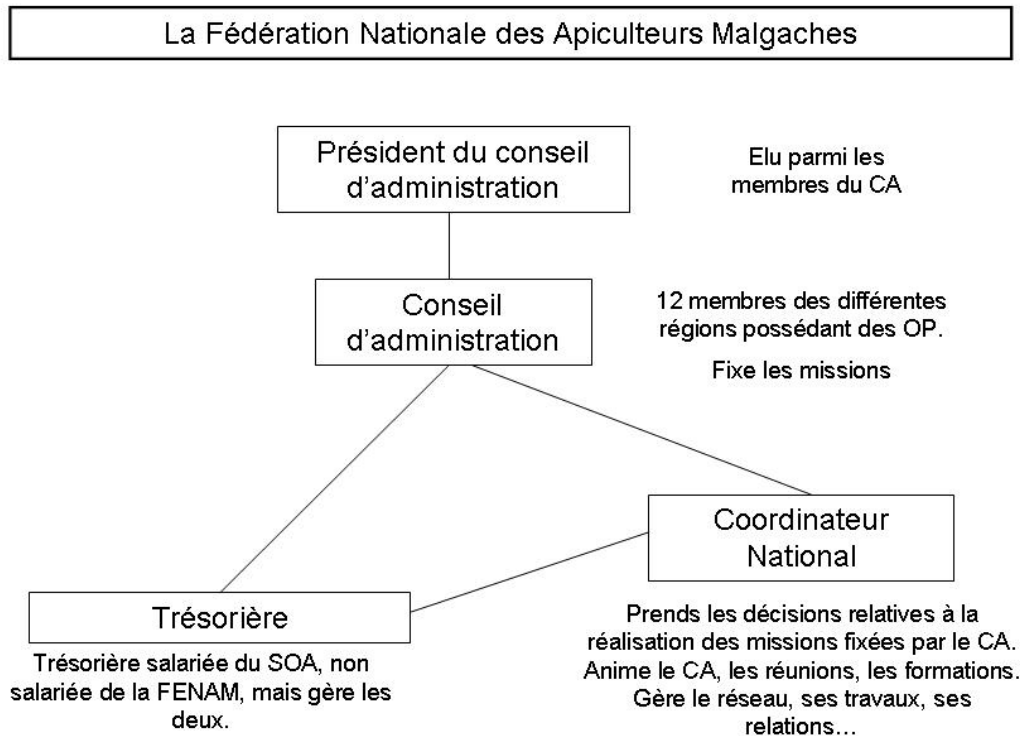 La Fédération Nationale des Apiculteurs Malgaches
Président du conseil
d'administration
Elu parmi les
membres du CA
Conseil
d'administration
12 membres des différentes
régions possédant des OP.
Fixe les missions
Coordinateur
National
Prends les décisions relatives à la
réalisation des missions fixées par le CA.
Anime le CA, les réunions, les formations.
Gère le réseau, ses travaux, ses
relations…
Trésorière
Trésorière salariée du SOA, non
salariée de la FENAM, mais gère les
deux.